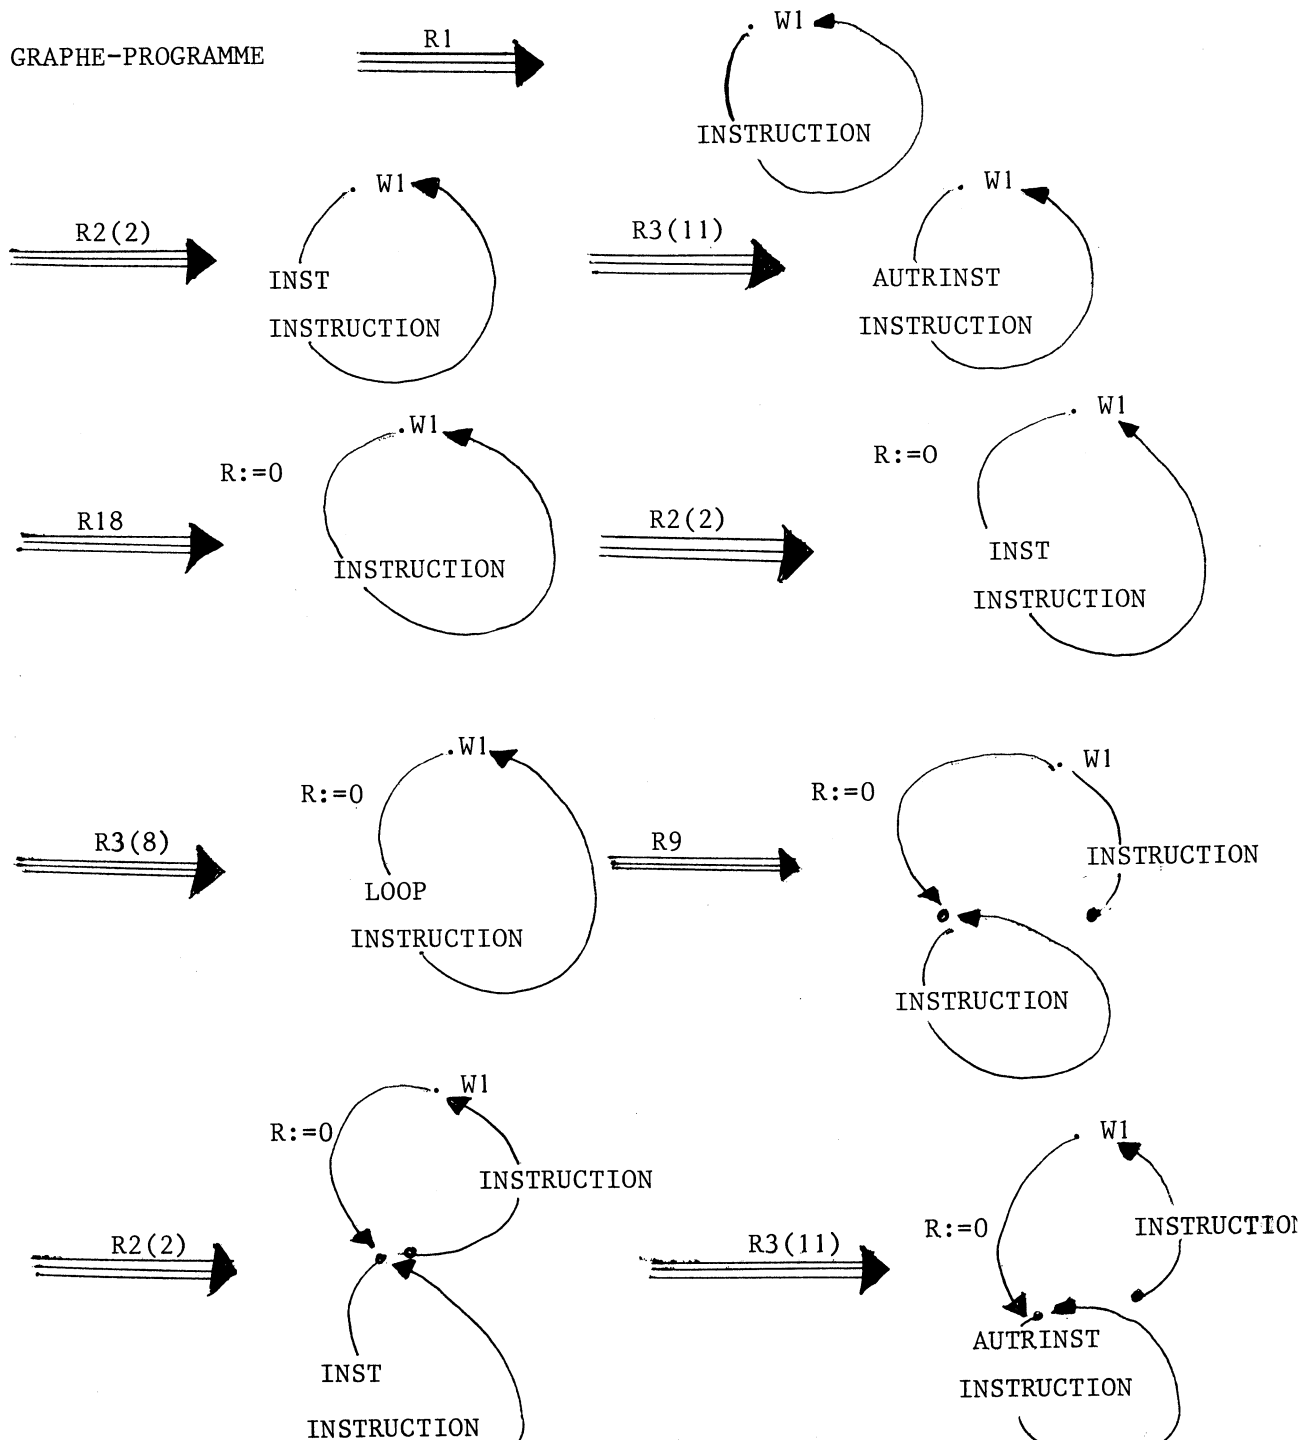 GRAPHE-PROGRAMME
R1
W1
INSTRUCTION
R2(2)
W1
INST
INSTRUCTION
R3(11)
W1
AUTRINST
INSTRUCTION
R18
R:=0
W1
INSTRUCTION
R2(2)
R:=0
W1
INST
INSTRUCTION
R3(8)
R:=0
W1
LOOP
INSTRUCTION
R9
R:=0
W1
INSTRUCTION
INSTRUCTION
R2(2)
R:=0
W1
INSTRUCTION
INST
INSTRUCTION
R3(11)
R:=0
W1
INSTRUCTION
AUTRINST
INSTRUCTION